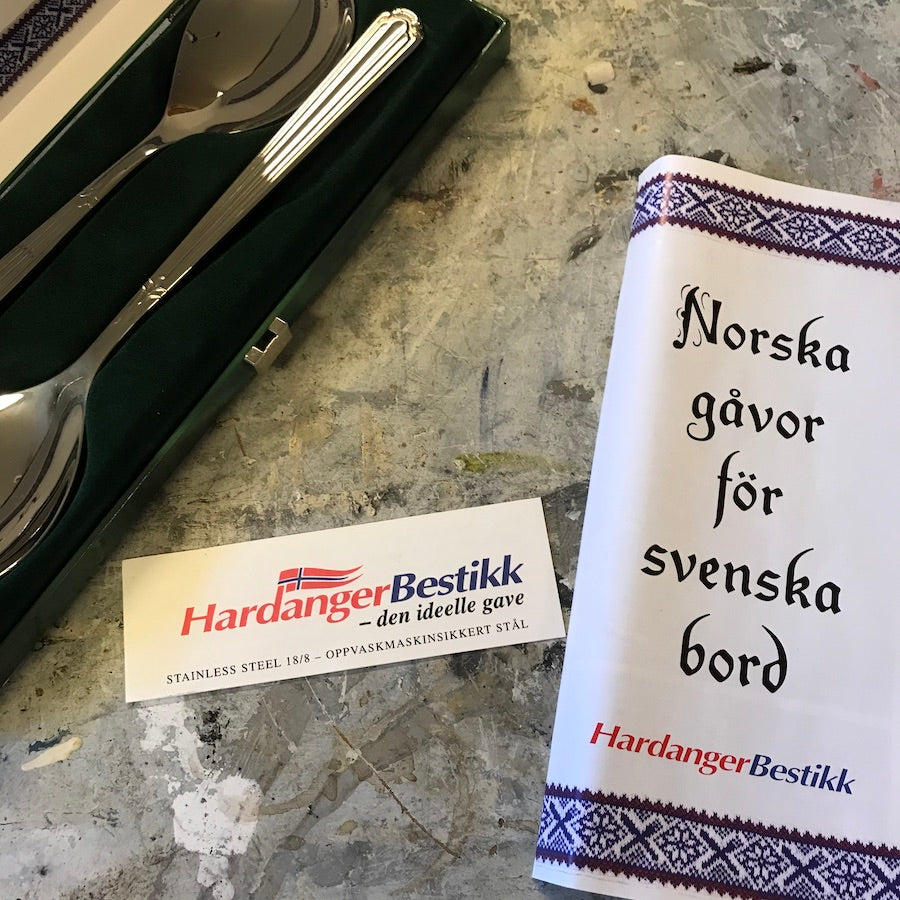 HardangerBestikk
– den ideelle gave
STAINLESS STEEL 18/8 – OPPVASKMASKINSIKKERT STÅL
Norska
gåvor
för
svenska
bord
HardangerBestikk